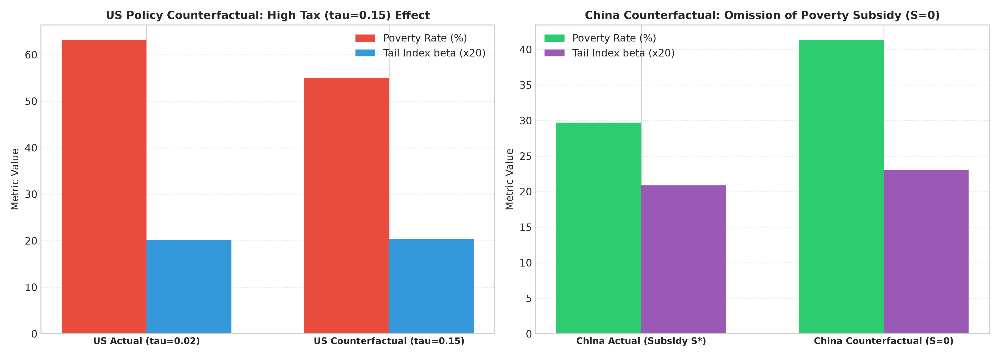 US Policy Counterfactual: High Tax (tau=0.15) Effect
Poverty Rate (%)
Tail Index beta (x20)
Metric Value
60
50
40
30
20
10
0
US Actual (tau=0.02)
US Counterfactual (tau=0.15)
China Counterfactual: Omission of Poverty Subsidy (S=0)
Poverty Rate (%)
Tail Index beta (x20)
Metric Value
40
35
30
25
20
15
10
5
0
China Actual (Subsidy S*)
China Counterfactual (S=0)